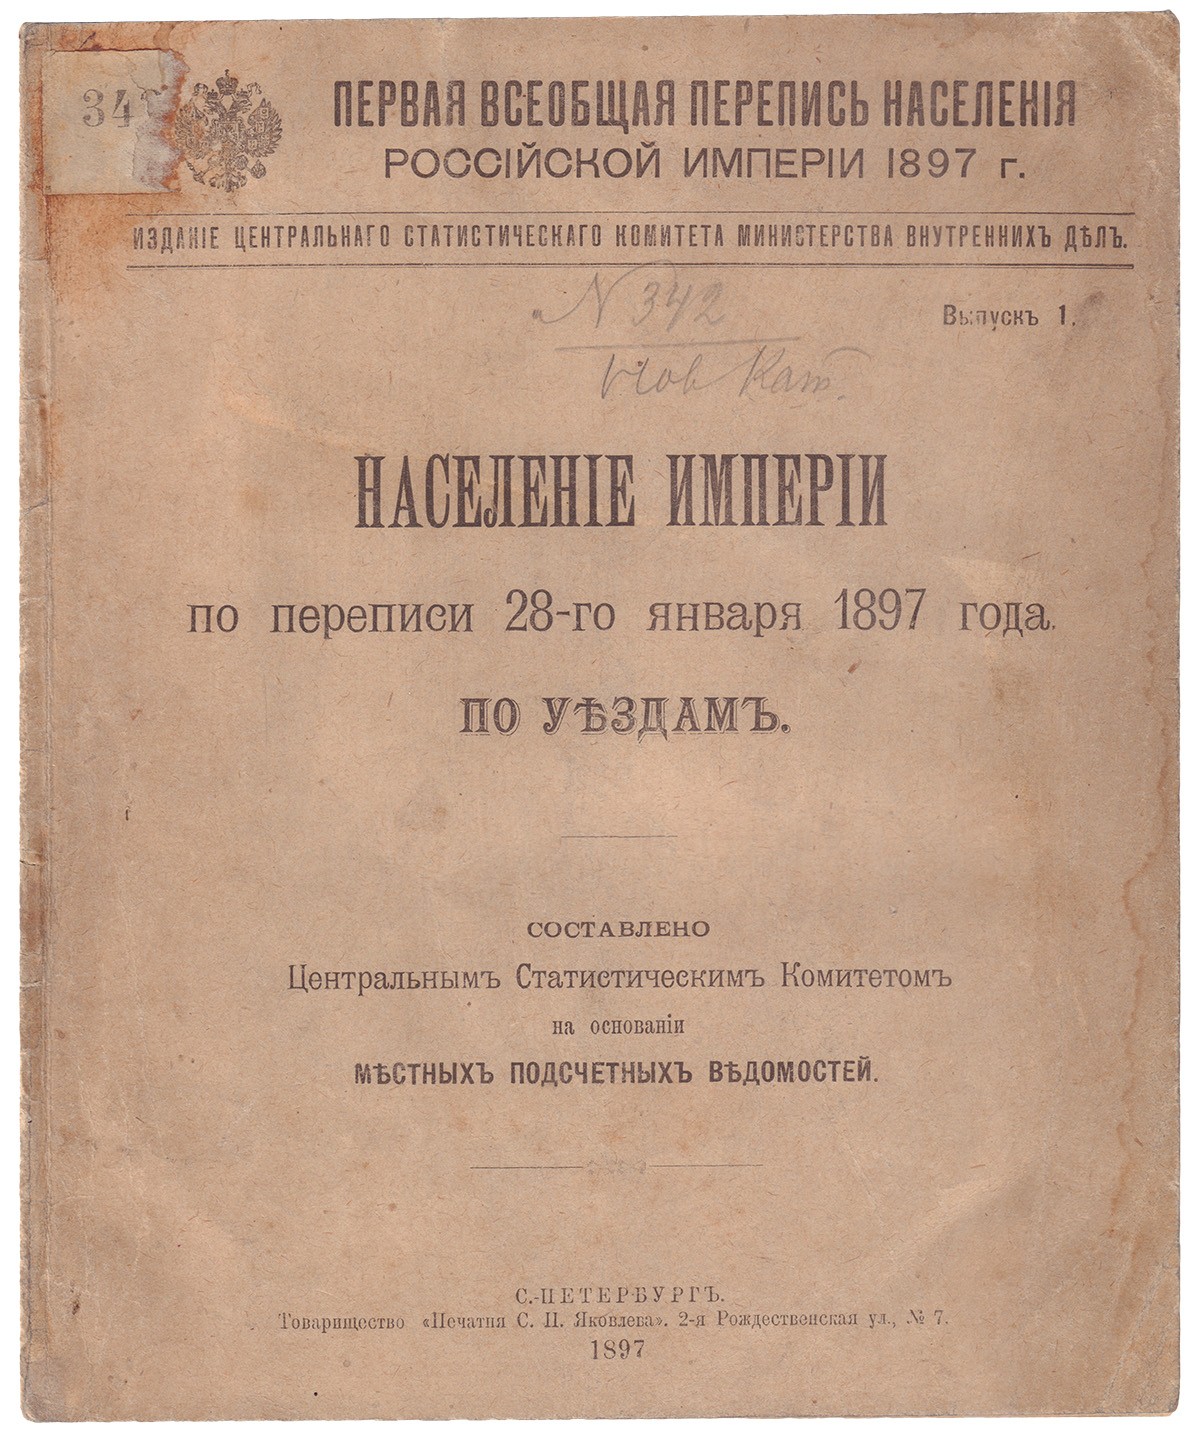 34
ПЕРВАЯ ВСЕОБЩАЯ ПЕРЕПИСЬ НАСЕЛЕНІЯ
РОССІЙСКОЙ ИМПЕРІИ 1897 г.
ИЗДАНІЕ ЦЕНТРАЛЬНАГО СТАТИСТИЧЕСКАГО КОМИТЕТА МИНИСТЕРСТВА ВНУТРЕННИХЪ ДѢЛЪ.
N 342
Выпускъ 1.
Кат.
НАСЕЛЕНІЕ ИМПЕРІИ
по переписи 28-го января 1897 года.
ПО УѢЗДАМЪ.
СОСТАВЛЕНО
Центральнымъ Статистическимъ Комитетомъ
на основаніи
МѢСТНЫХЪ ПОДСЧЕТНЫХЪ ВѢДОМОСТЕЙ.
С.-ПЕТЕРБУРГЪ.
Товарищество «Печатня С. П. Яковлева». 2-я Рождественская ул., № 7.
1897